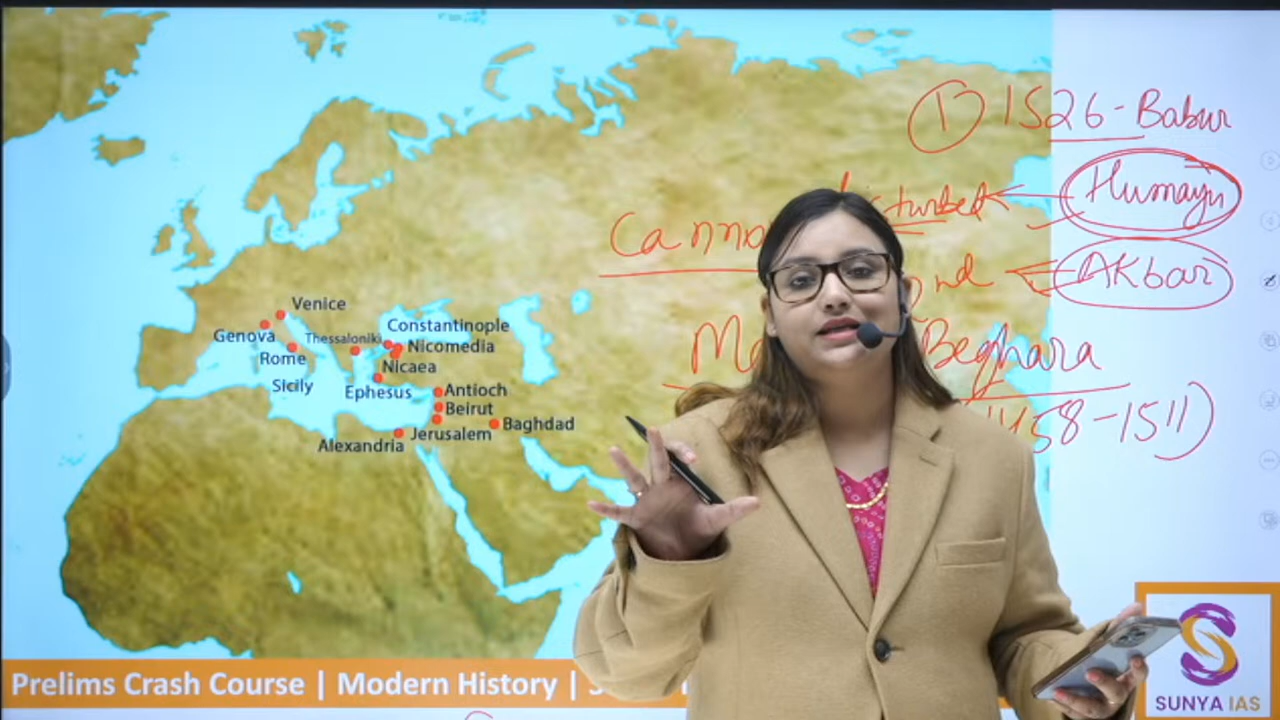 ① 1526 - Babur
Humayu
Akbar
Beghara
1458-1511)
Venice
Genova
Rome
Sicily
Thessaloniki
Constantinople
Nicomedia
Nicaea
Ephesus
Antioch
Beirut
Baghdad
Jerusalem
Alexandria
Prelims Crash Course | Modern History |
SUNYA IAS